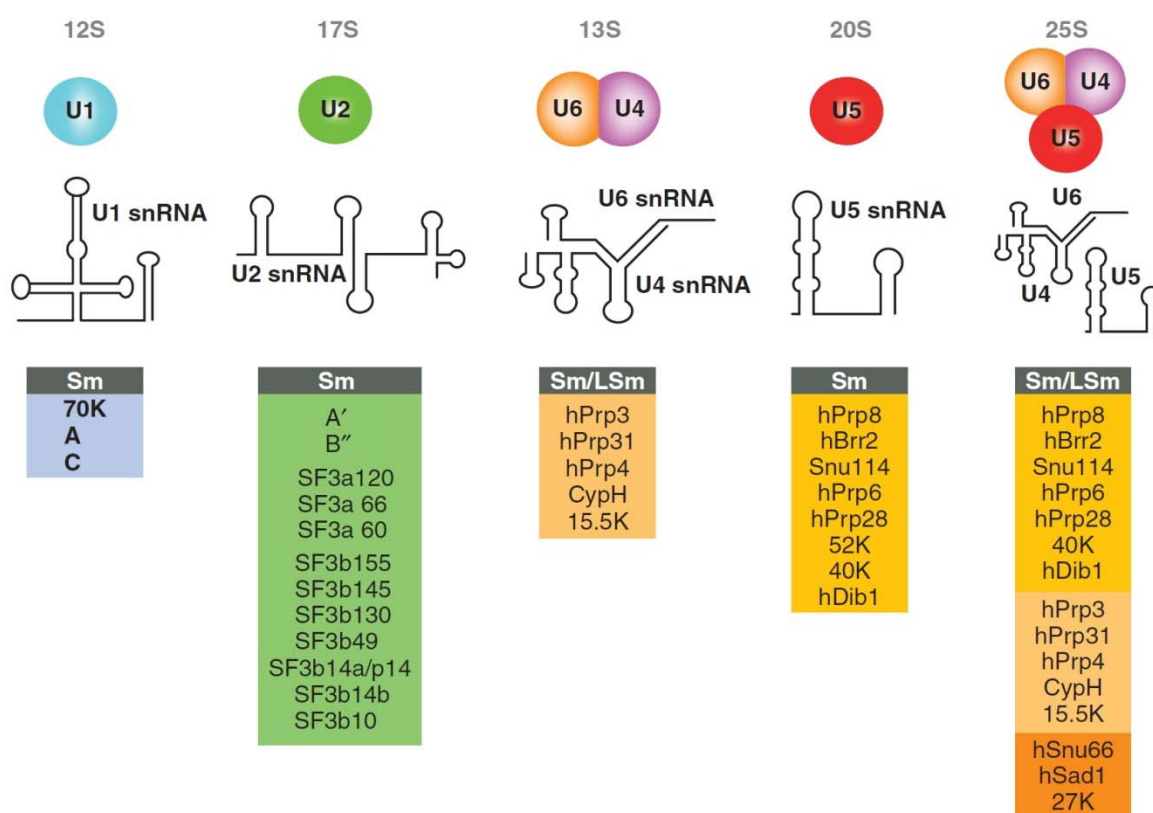 12S
17S
13S
20S
25S
U1
U2
U6 U4
U5
U6 U4
U5
U1 snRNA
U2 snRNA
U6 snRNA
U4 snRNA
U5 snRNA
U6
U4
U5
Sm
70K
A
C
Sm
A′
B″
SF3a120
SF3a 66
SF3a 60
SF3b155
SF3b145
SF3b130
SF3b49
SF3b14a/p14
SF3b14b
SF3b10
Sm/LSm
hPrp3
hPrp31
hPrp4
CypH
15.5K
Sm
hPrp8
hBrr2
Snu114
hPrp6
hPrp28
52K
40K
hDib1
Sm/LSm
hPrp8
hBrr2
Snu114
hPrp6
hPrp28
40K
hDib1
hPrp3
hPrp31
hPrp4
CypH
15.5K
hSnu66
hSad1
27K